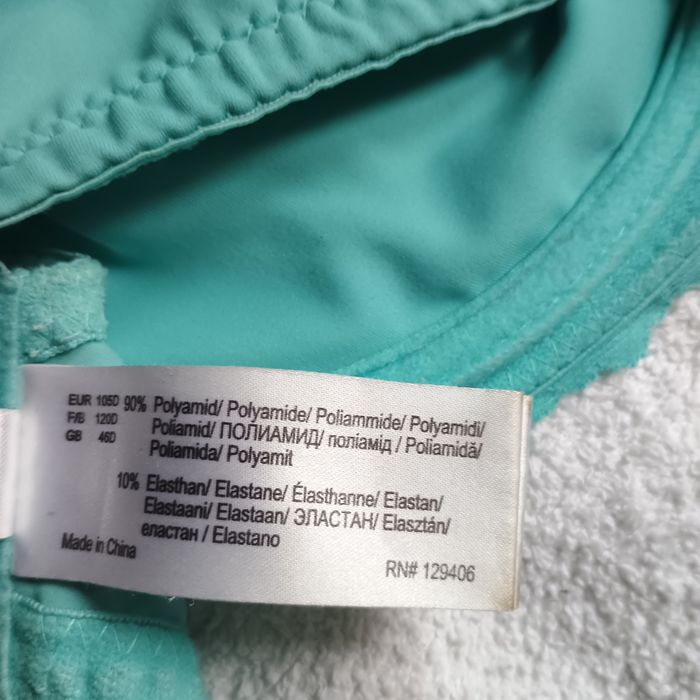 EUR 105D
F/B 120D
GB 46D
90% Polyamid/ Polyamide/ Poliammide/ Polyamidi/
Poliamid/ ПОЛИАМИД/ поліамід / Poliamidă/
Poliamida/ Polyamit
10% Elasthan/ Elastane/ Élasthanne/ Elastan/
Elastaani/ Elastaan/ ЭЛАСТАН/ Elasztán/
еластан / Elastano
Made in China
RN# 129406